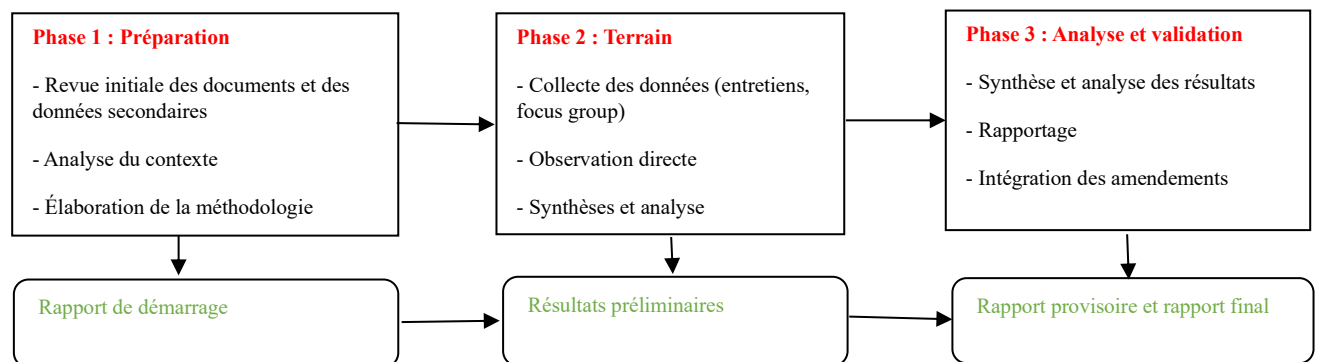 Phase 1 : Préparation
- Revue initiale des documents et des
données secondaires
- Analyse du contexte
- Élaboration de la méthodologie
Phase 2 : Terrain
- Collecte des données (entretiens,
focus group)
- Observation directe
- Synthèses et analyse
Phase 3 : Analyse et validation
- Synthèse et analyse des résultats
- Rapportage
- Intégration des amendements
Rapport de démarrage
Résultats préliminaires
Rapport provisoire et rapport final